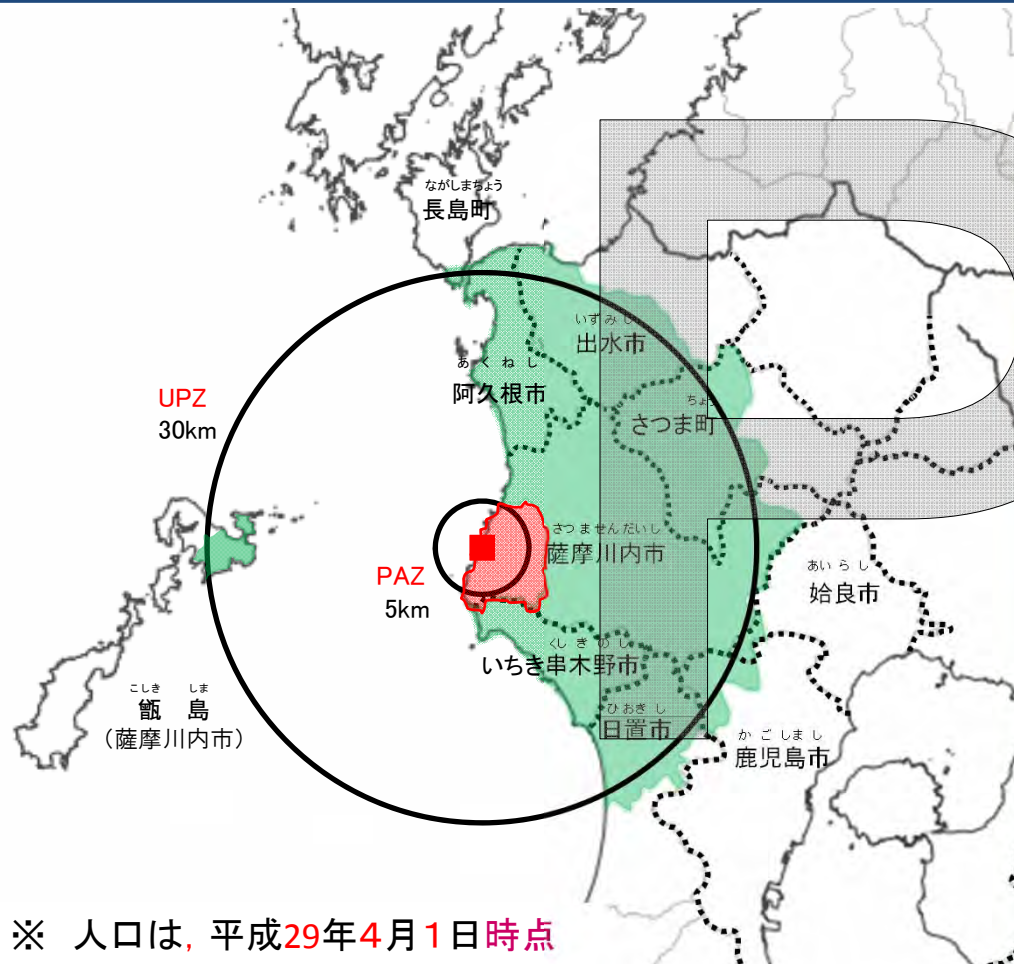 ながしまちょう
長島町
いずみし
出水市
あくねし
阿久根市
ちょう
さつま町
UPZ
30km
さつませんだいし
薩摩川内市
PAZ
5km
あいらし
姶良市
くしきのし
いちき串木野市
こしき しま
甑 島
(薩摩川内市)
ひおきし
日置市
かごしまし
鹿児島市
※ 人口は,平成29年4月1日時点